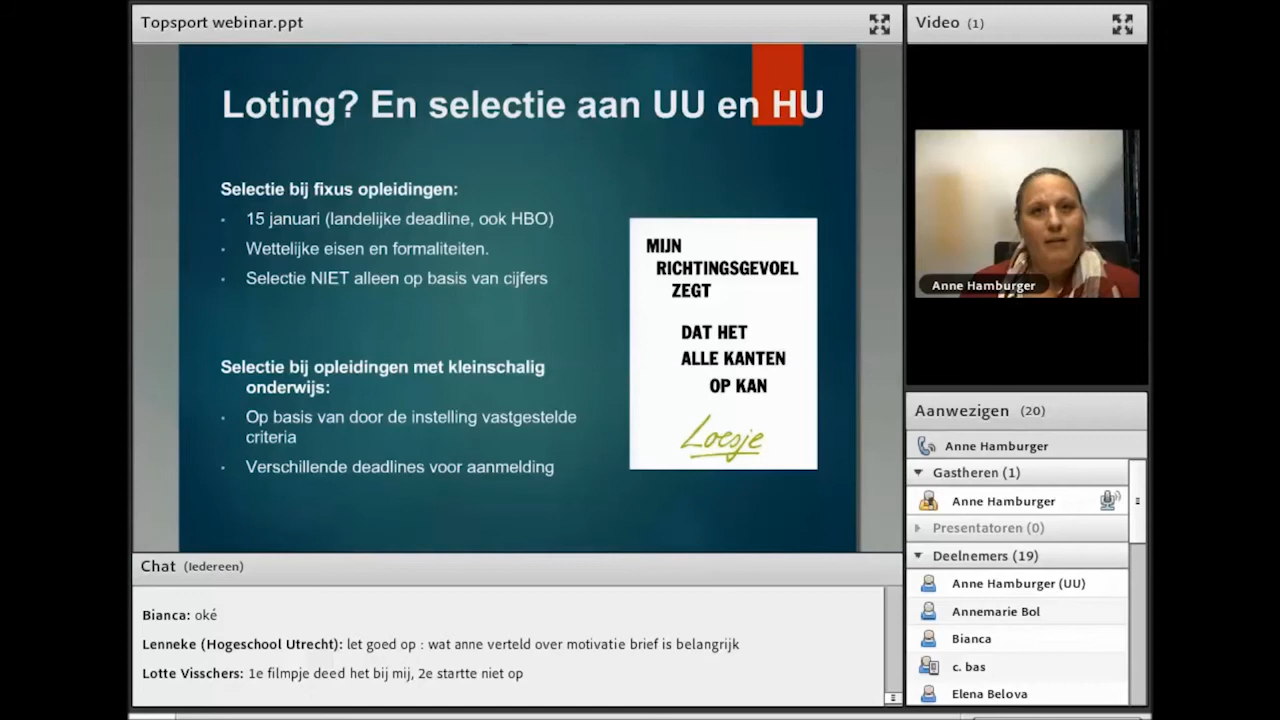 Topsport webinar.ppt
Loting? En selectie aan UU en HU
Selectie bij fixus opleidingen:
15 januari (landelijke deadline, ook HBO)
Wettelijke eisen en formaliteiten.
Selectie NIET alleen op basis van cijfers
Selectie bij opleidingen met kleinschalig
onderwijs:
Op basis van door de instelling vastgestelde
criteria
Verschillende deadlines voor aanmelding
MIJN
RICHTINGSGEVOEL
ZEGT
DAT HET
ALLE KANTEN
OP KAN
Loesje
Chat (Iedereen)
Bianca: oké
Lenneke (Hogeschool Utrecht): let goed op : wat anne verteld over motivatie brief is belangrijk
Lotte Visschers: 1e filmpje deed het bij mij, 2e startte niet op
Video (1)
Anne Hamburger
Aanwezigen (20)
Anne Hamburger
Gastheren (1)
Anne Hamburger
Presentatoren (0)
Deelnemers (19)
Anne Hamburger (UU)
Annemarie Bol
Bianca
c. bas
Elena Belova